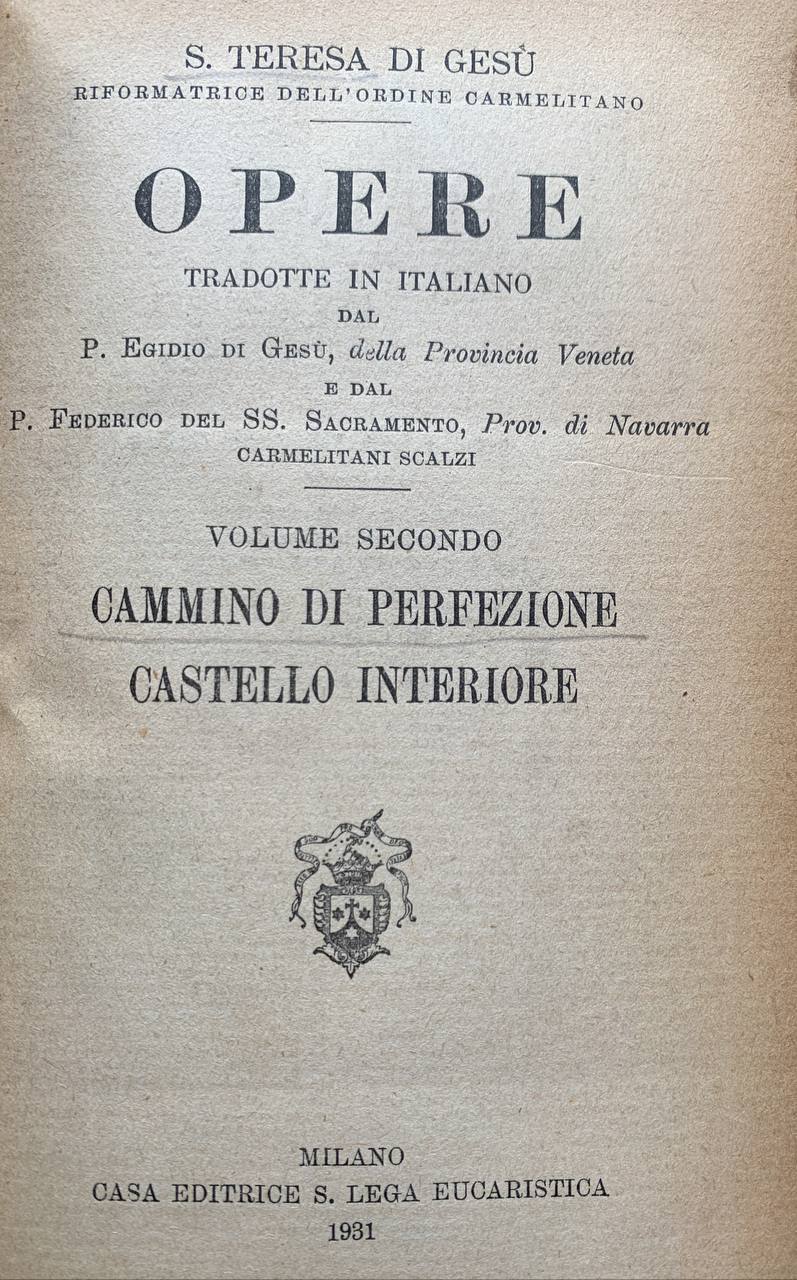 S. TERESA DI GESÙ
RIFORMATRICE DELL'ORDINE CARMELITANO
OPERE
TRADOTTE IN ITALIANO
DAL
P. EGIDIO DI GESÙ, della Provincia Veneta
E DAL
P. FEDERICO DEL SS. SACRAMENTO, Prov. di Navarra
CARMELITANI SCALZI
VOLUME SECONDO
CAMMINO DI PERFEZIONE
CASTELLO INTERIORE
MILANO
CASA EDITRICE S. LEGA EUCARISTICA
1931